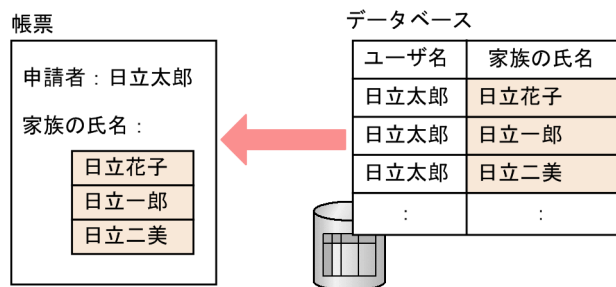 帳票
申請者：日立太郎
家族の氏名：
日立花子
日立一郎
日立二美
データベース
ユーザ名 家族の氏名
日立太郎 日立花子
日立太郎 日立一郎
日立太郎 日立二美
： ：